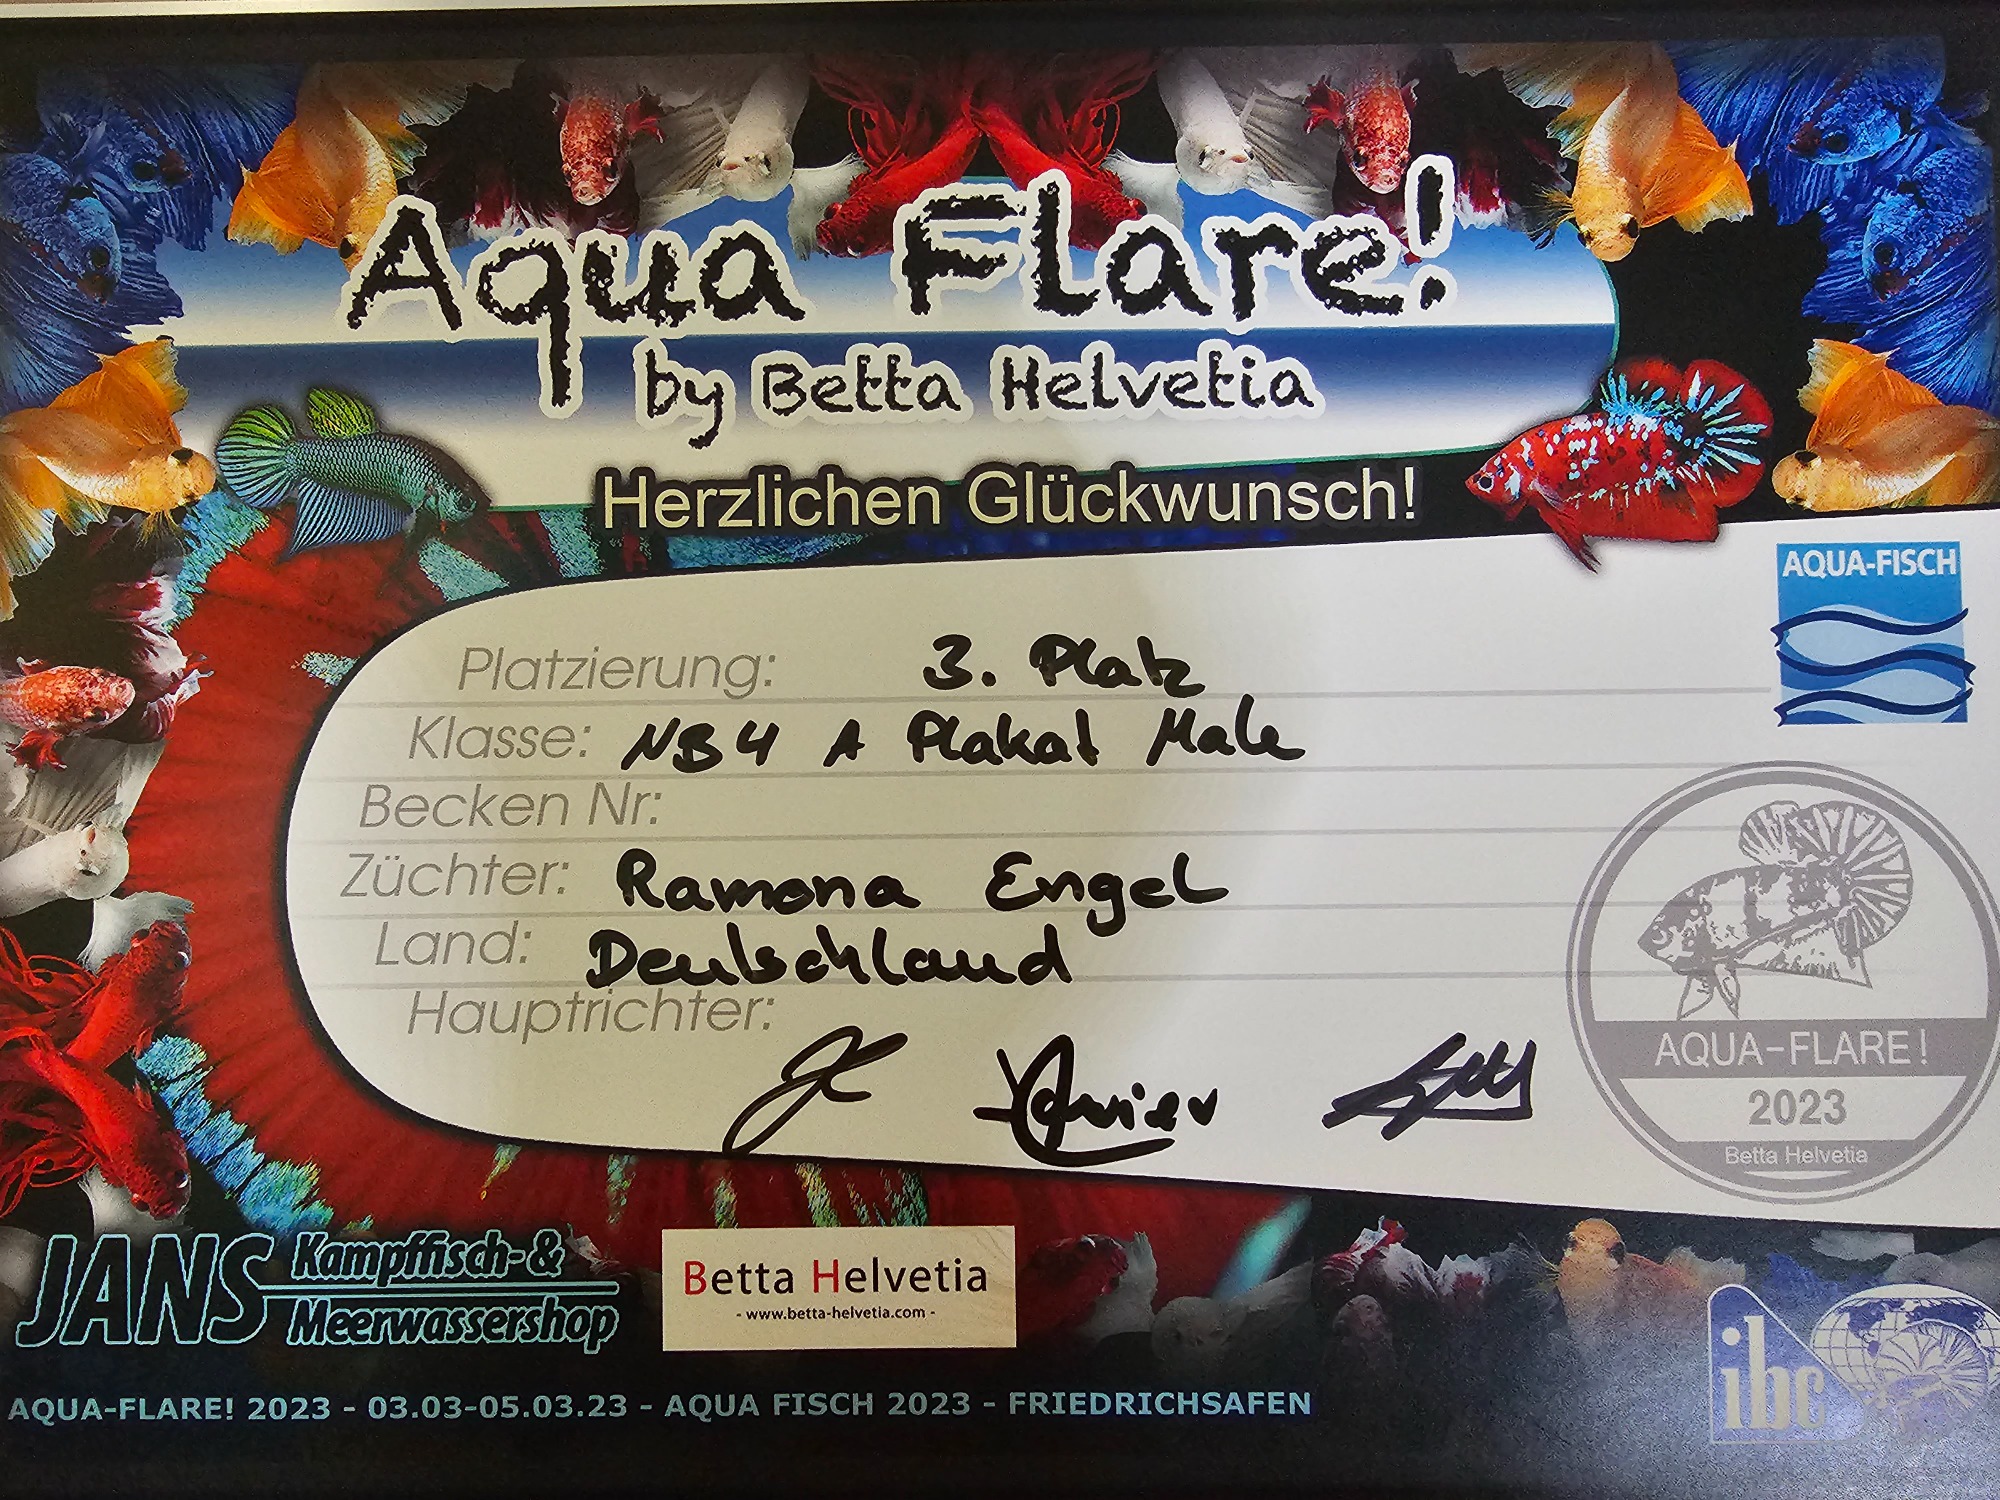 Aqua Flare!
by Betta Helvetia
Herzlichen Glückwunsch!
AQUA-FISCH
Platzierung: 3. Platz
Klasse: NB4 A Plakat Male
Becken Nr:
Züchter: Ramona Engel
Land: Deutschland
Hauptrichter:
Xavier
AQUA-FLARE!
2023
Betta Helvetia
JANS Kampffisch-&
Meerwassershop
Betta Helvetia
- www.betta-helvetia.com -
ibc
AQUA-FLARE! 2023 - 03.03-05.03.23 - AQUA FISCH 2023 - FRIEDRICHSAFEN